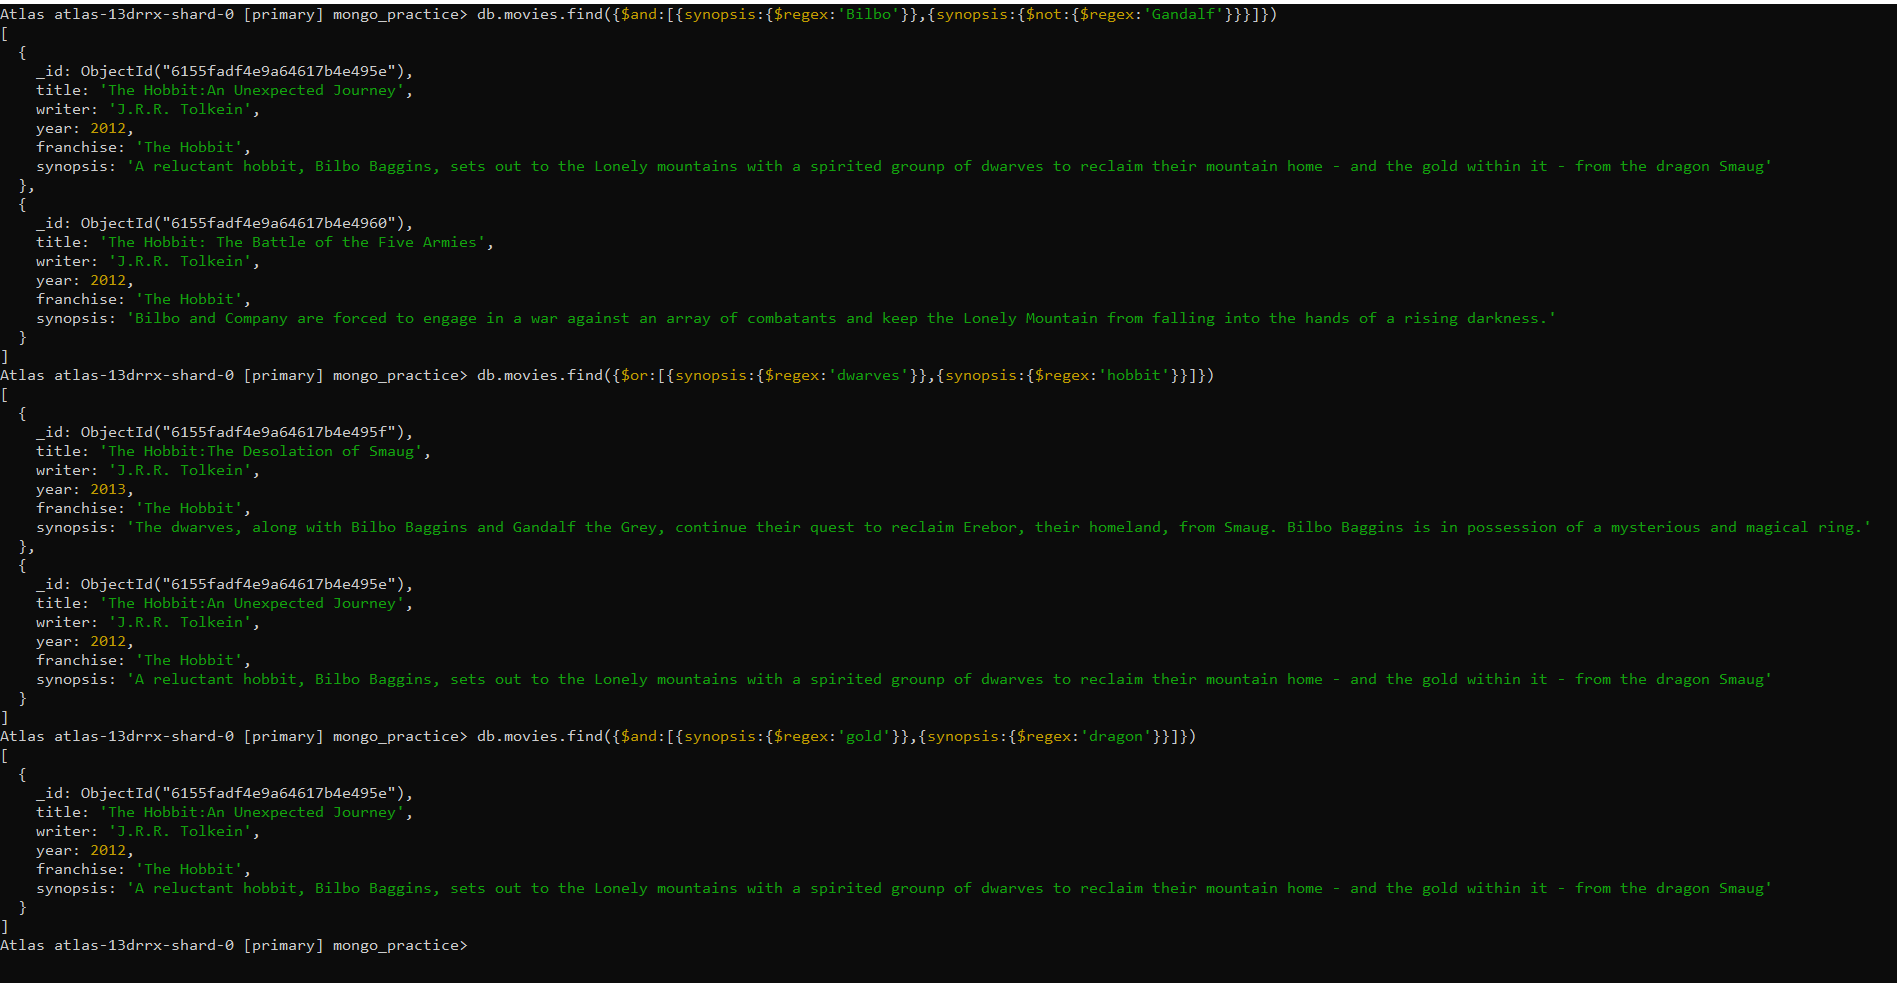 Atlas atlas-13drrx-shard-0 [primary] mongo_practice> db.movies.find({$and:[{synopsis:{$regex:'Bilbo'}},{synopsis:{$not:{$regex:'Gandalf'}}}]})
[
  {
    _id: ObjectId("6155fadf4e9a64617b4e495e"),
    title: 'The Hobbit:An Unexpected Journey',
    writer: 'J.R.R. Tolkein',
    year: 2012,
    franchise: 'The Hobbit',
    synopsis: 'A reluctant hobbit, Bilbo Baggins, sets out to the Lonely mountains with a spirited grounp of dwarves to reclaim their mountain home - and the gold within it - from the dragon Smaug'
  },
  {
    _id: ObjectId("6155fadf4e9a64617b4e4960"),
    title: 'The Hobbit: The Battle of the Five Armies',
    writer: 'J.R.R. Tolkein',
    year: 2012,
    franchise: 'The Hobbit',
    synopsis: 'Bilbo and Company are forced to engage in a war against an array of combatants and keep the Lonely Mountain from falling into the hands of a rising darkness.'
  }
]
Atlas atlas-13drrx-shard-0 [primary] mongo_practice> db.movies.find({$or:[{synopsis:{$regex:'dwarves'}},{synopsis:{$regex:'hobbit'}}]})
[
  {
    _id: ObjectId("6155fadf4e9a64617b4e495f"),
    title: 'The Hobbit:The Desolation of Smaug',
    writer: 'J.R.R. Tolkein',
    year: 2013,
    franchise: 'The Hobbit',
    synopsis: 'The dwarves, along with Bilbo Baggins and Gandalf the Grey, continue their quest to reclaim Erebor, their homeland, from Smaug. Bilbo Baggins is in possession of a mysterious and magical ring.'
  },
  {
    _id: ObjectId("6155fadf4e9a64617b4e495e"),
    title: 'The Hobbit:An Unexpected Journey',
    writer: 'J.R.R. Tolkein',
    year: 2012,
    franchise: 'The Hobbit',
    synopsis: 'A reluctant hobbit, Bilbo Baggins, sets out to the Lonely mountains with a spirited grounp of dwarves to reclaim their mountain home - and the gold within it - from the dragon Smaug'
  }
]
Atlas atlas-13drrx-shard-0 [primary] mongo_practice> db.movies.find({$and:[{synopsis:{$regex:'gold'}},{synopsis:{$regex:'dragon'}}]})
[
  {
    _id: ObjectId("6155fadf4e9a64617b4e495e"),
    title: 'The Hobbit:An Unexpected Journey',
    writer: 'J.R.R. Tolkein',
    year: 2012,
    franchise: 'The Hobbit',
    synopsis: 'A reluctant hobbit, Bilbo Baggins, sets out to the Lonely mountains with a spirited grounp of dwarves to reclaim their mountain home - and the gold within it - from the dragon Smaug'
  }
]
Atlas atlas-13drrx-shard-0 [primary] mongo_practice>